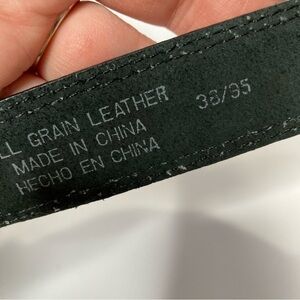 LL GRAIN LEATHER 38/95
MADE IN CHINA
HECHO EN CHINA